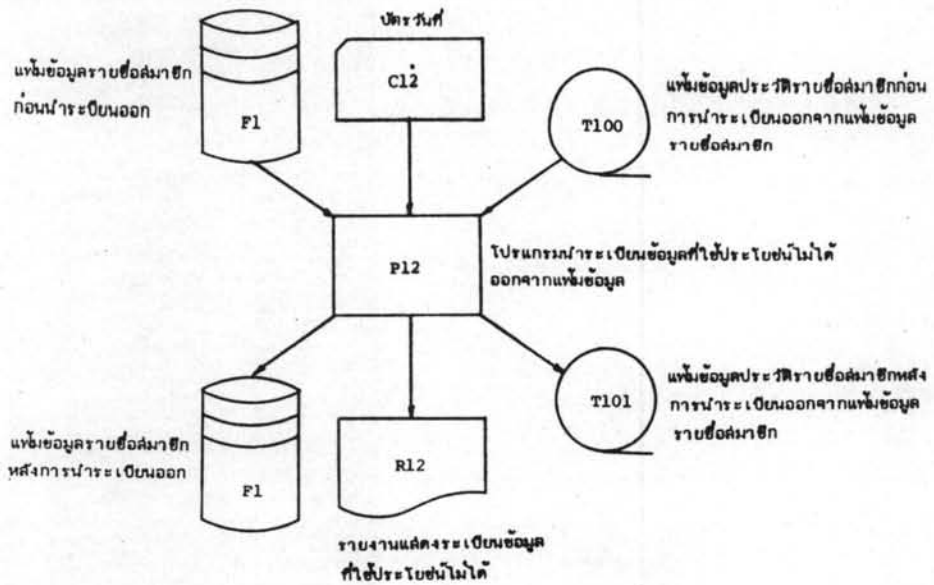 บัตรวันที่
แฟ้มข้อมูลรายชื่อสมาชิก
ก่อนนำระเบียนออก
F1
C12
T100
แฟ้มข้อมูลประวัติรายชื่อสมาชิกก่อน
การนำระเบียนออกจากแฟ้มข้อมูล
รายชื่อสมาชิก
P12
โปรแกรมนำระเบียนข้อมูลที่ใช้ประโยชน์ไม่ได้
ออกจากแฟ้มข้อมูล
แฟ้มข้อมูลรายชื่อสมาชิก
หลังการนำระเบียนออก
F1
R12
T101
แฟ้มข้อมูลประวัติรายชื่อสมาชิกหลัง
การนำระเบียนออกจากแฟ้มข้อมูล
รายชื่อสมาชิก
รายงานแสดงระเบียนข้อมูล
ที่ใช้ประโยชน์ไม่ได้